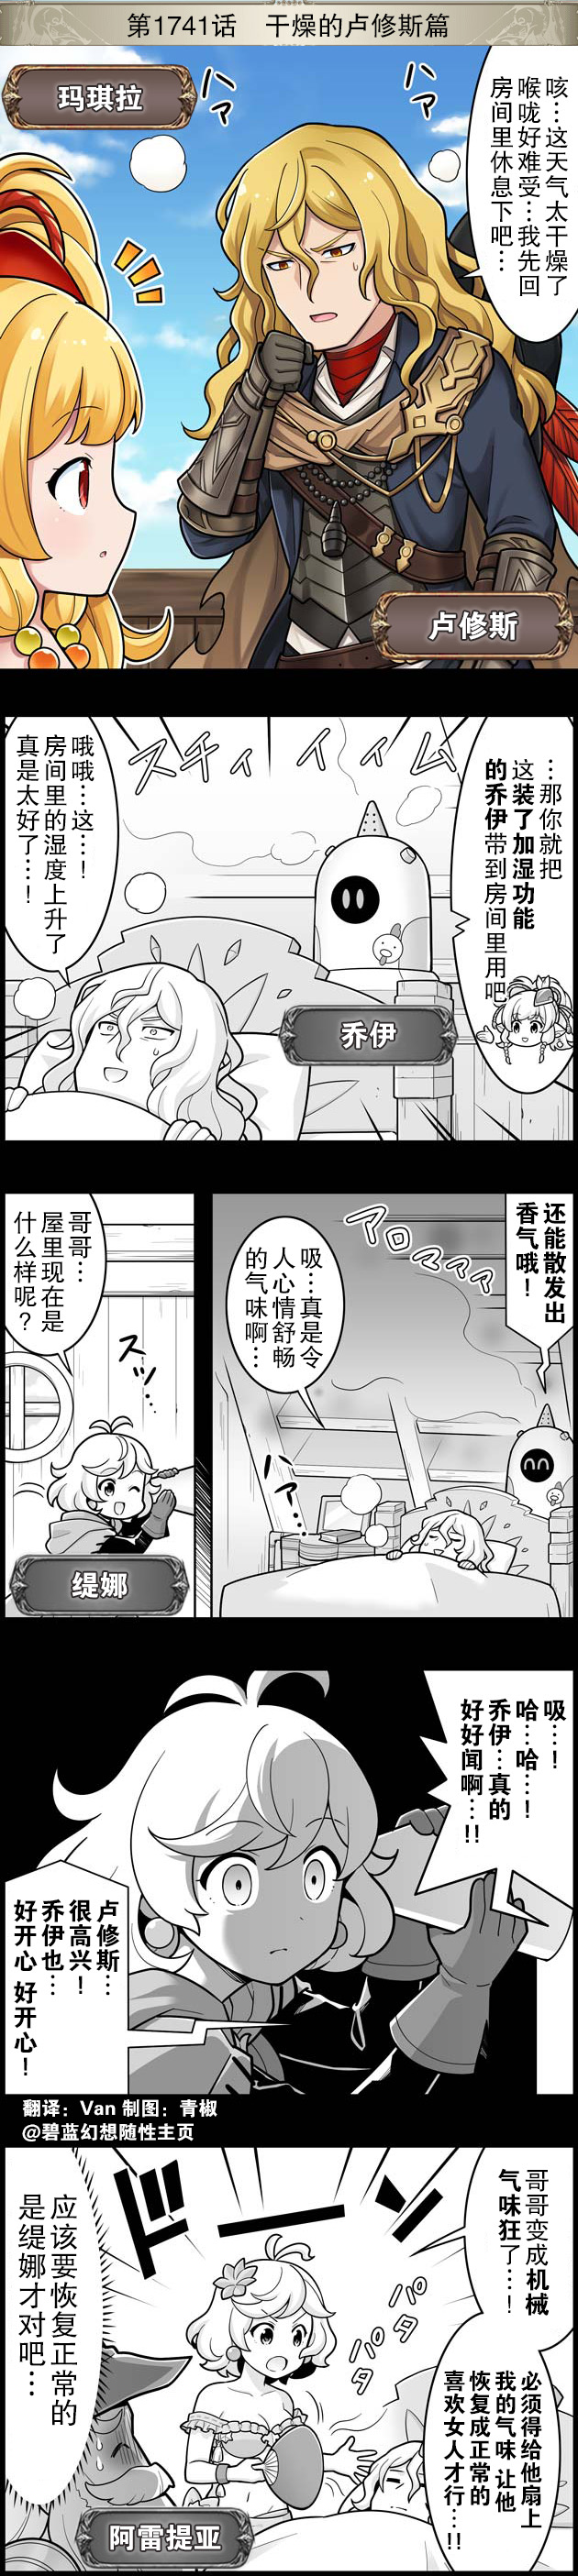 第1741话　干燥的卢修斯篇
玛琪拉
ハァ
ハァ
咳…这天气太干燥了
喉咙好难受…我先回
房间里休息下吧…
卢修斯
…那你就把
这装了加湿功能
的乔伊带到房间里用吧
スチィィィム
哦哦…这…！
房间里的湿度上升了
真是太好了…！
乔伊
还能散发出
香气哦！
アロマァァァ
吸…真是令
人心情舒畅
的气味啊…
ハァ…
哥哥…
屋里现在是
什么样呢？
スッ…
缇娜
吸…！
哈…哈…！
乔伊…真的
好好闻啊…!!
卢修斯…
很高兴！
乔伊也…
好开心 好开心！
翻译：Van 制图：青椒
@碧蓝幻想随性主页
哥哥变成机械
气味狂了…！
必须得给他扇上
我的气味 让他
恢复成正常的
喜欢女人才行…!!
ドーーン
パタパタ
应该要恢复正常的
是缇娜才对吧…
阿雷提亚